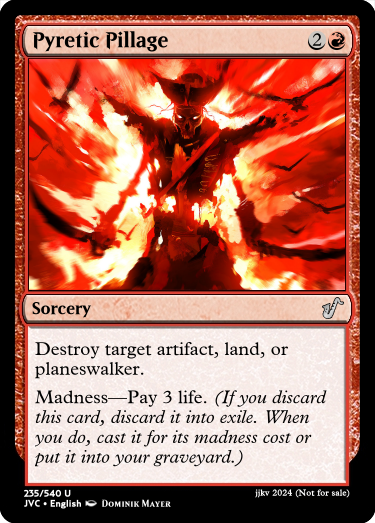 Pyretic Pillage 2
Sorcery
Destroy target artifact, land, or
planeswalker.
Madness—Pay 3 life. (If you discard
this card, discard it into exile. When
you do, cast it for its madness cost or
put it into your graveyard.)
235/540 U
JVC • English Dominik Mayer
jjkv 2024 (Not for sale)